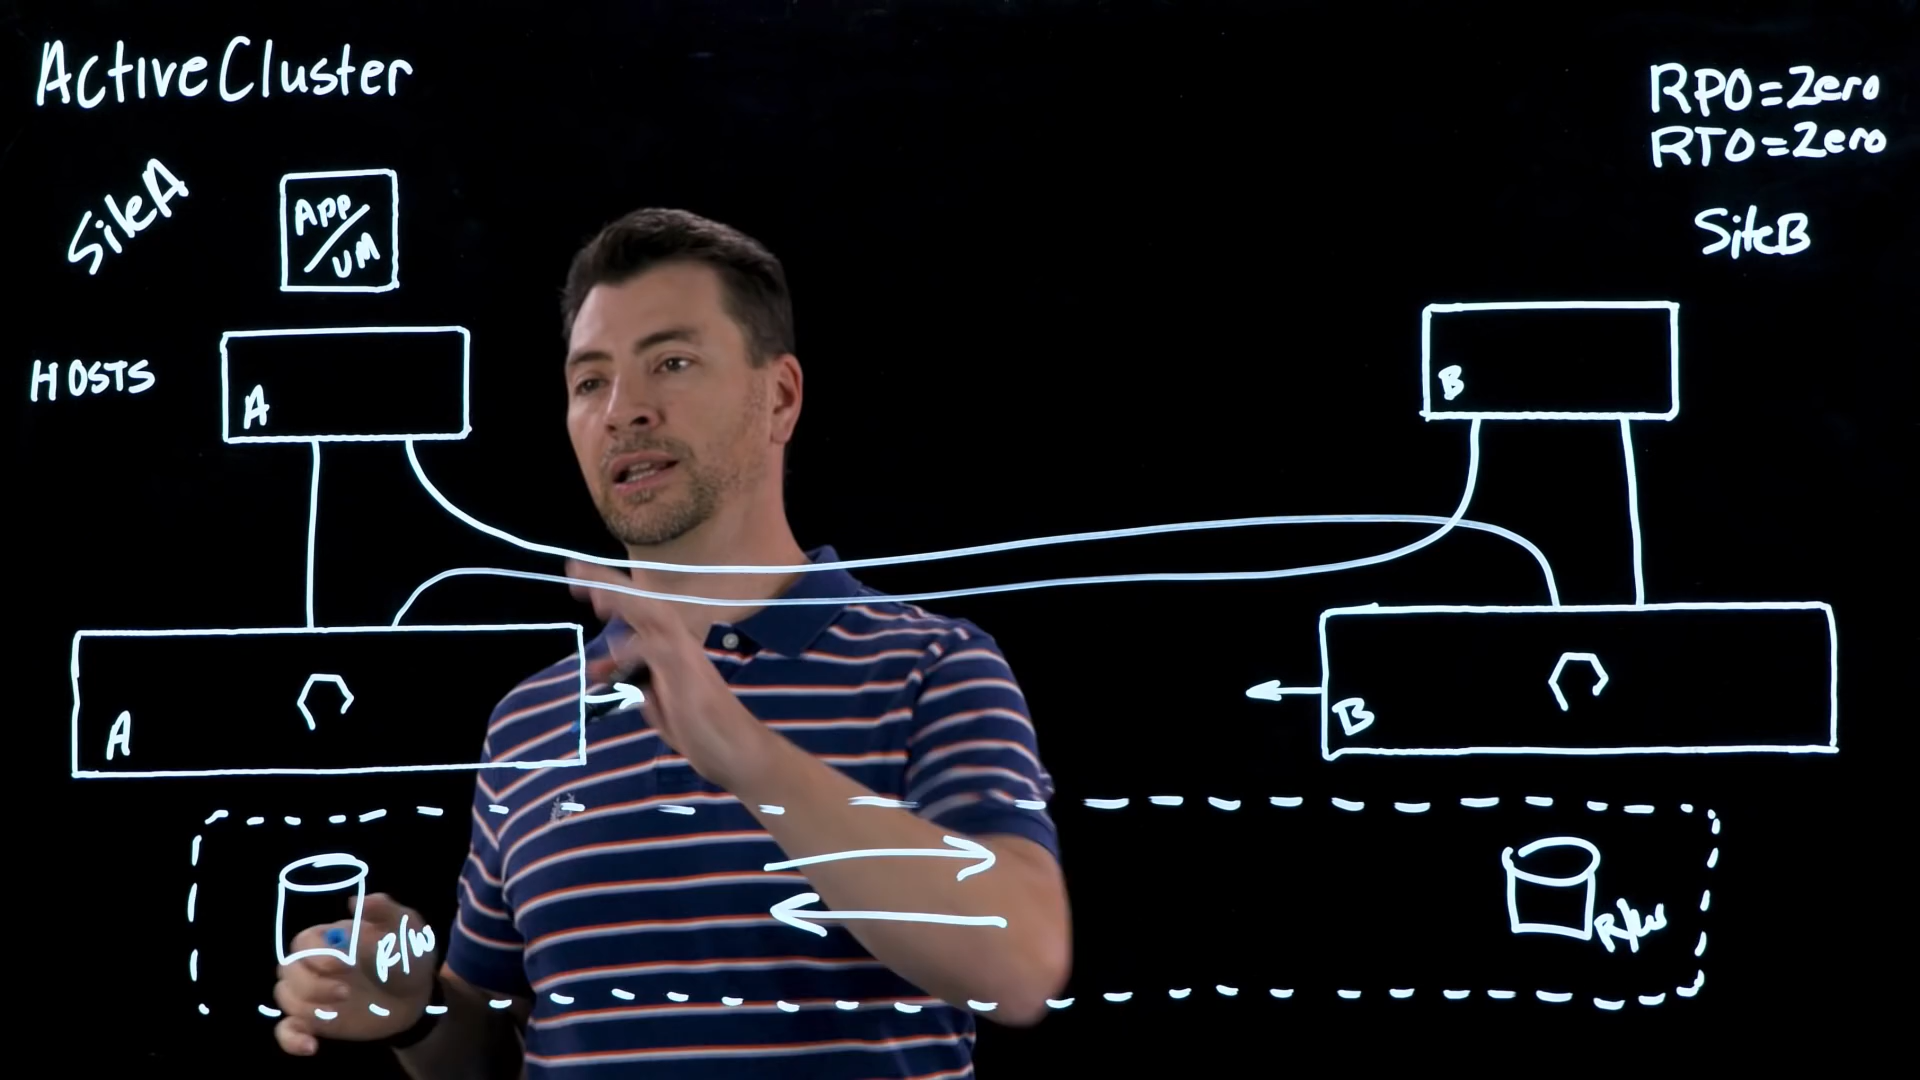 ActiveCluster
RPO=Zero
RTO=Zero
SiteA
APP/VM
SiteB
HOSTS
A
B
A
B
R/W
R/W